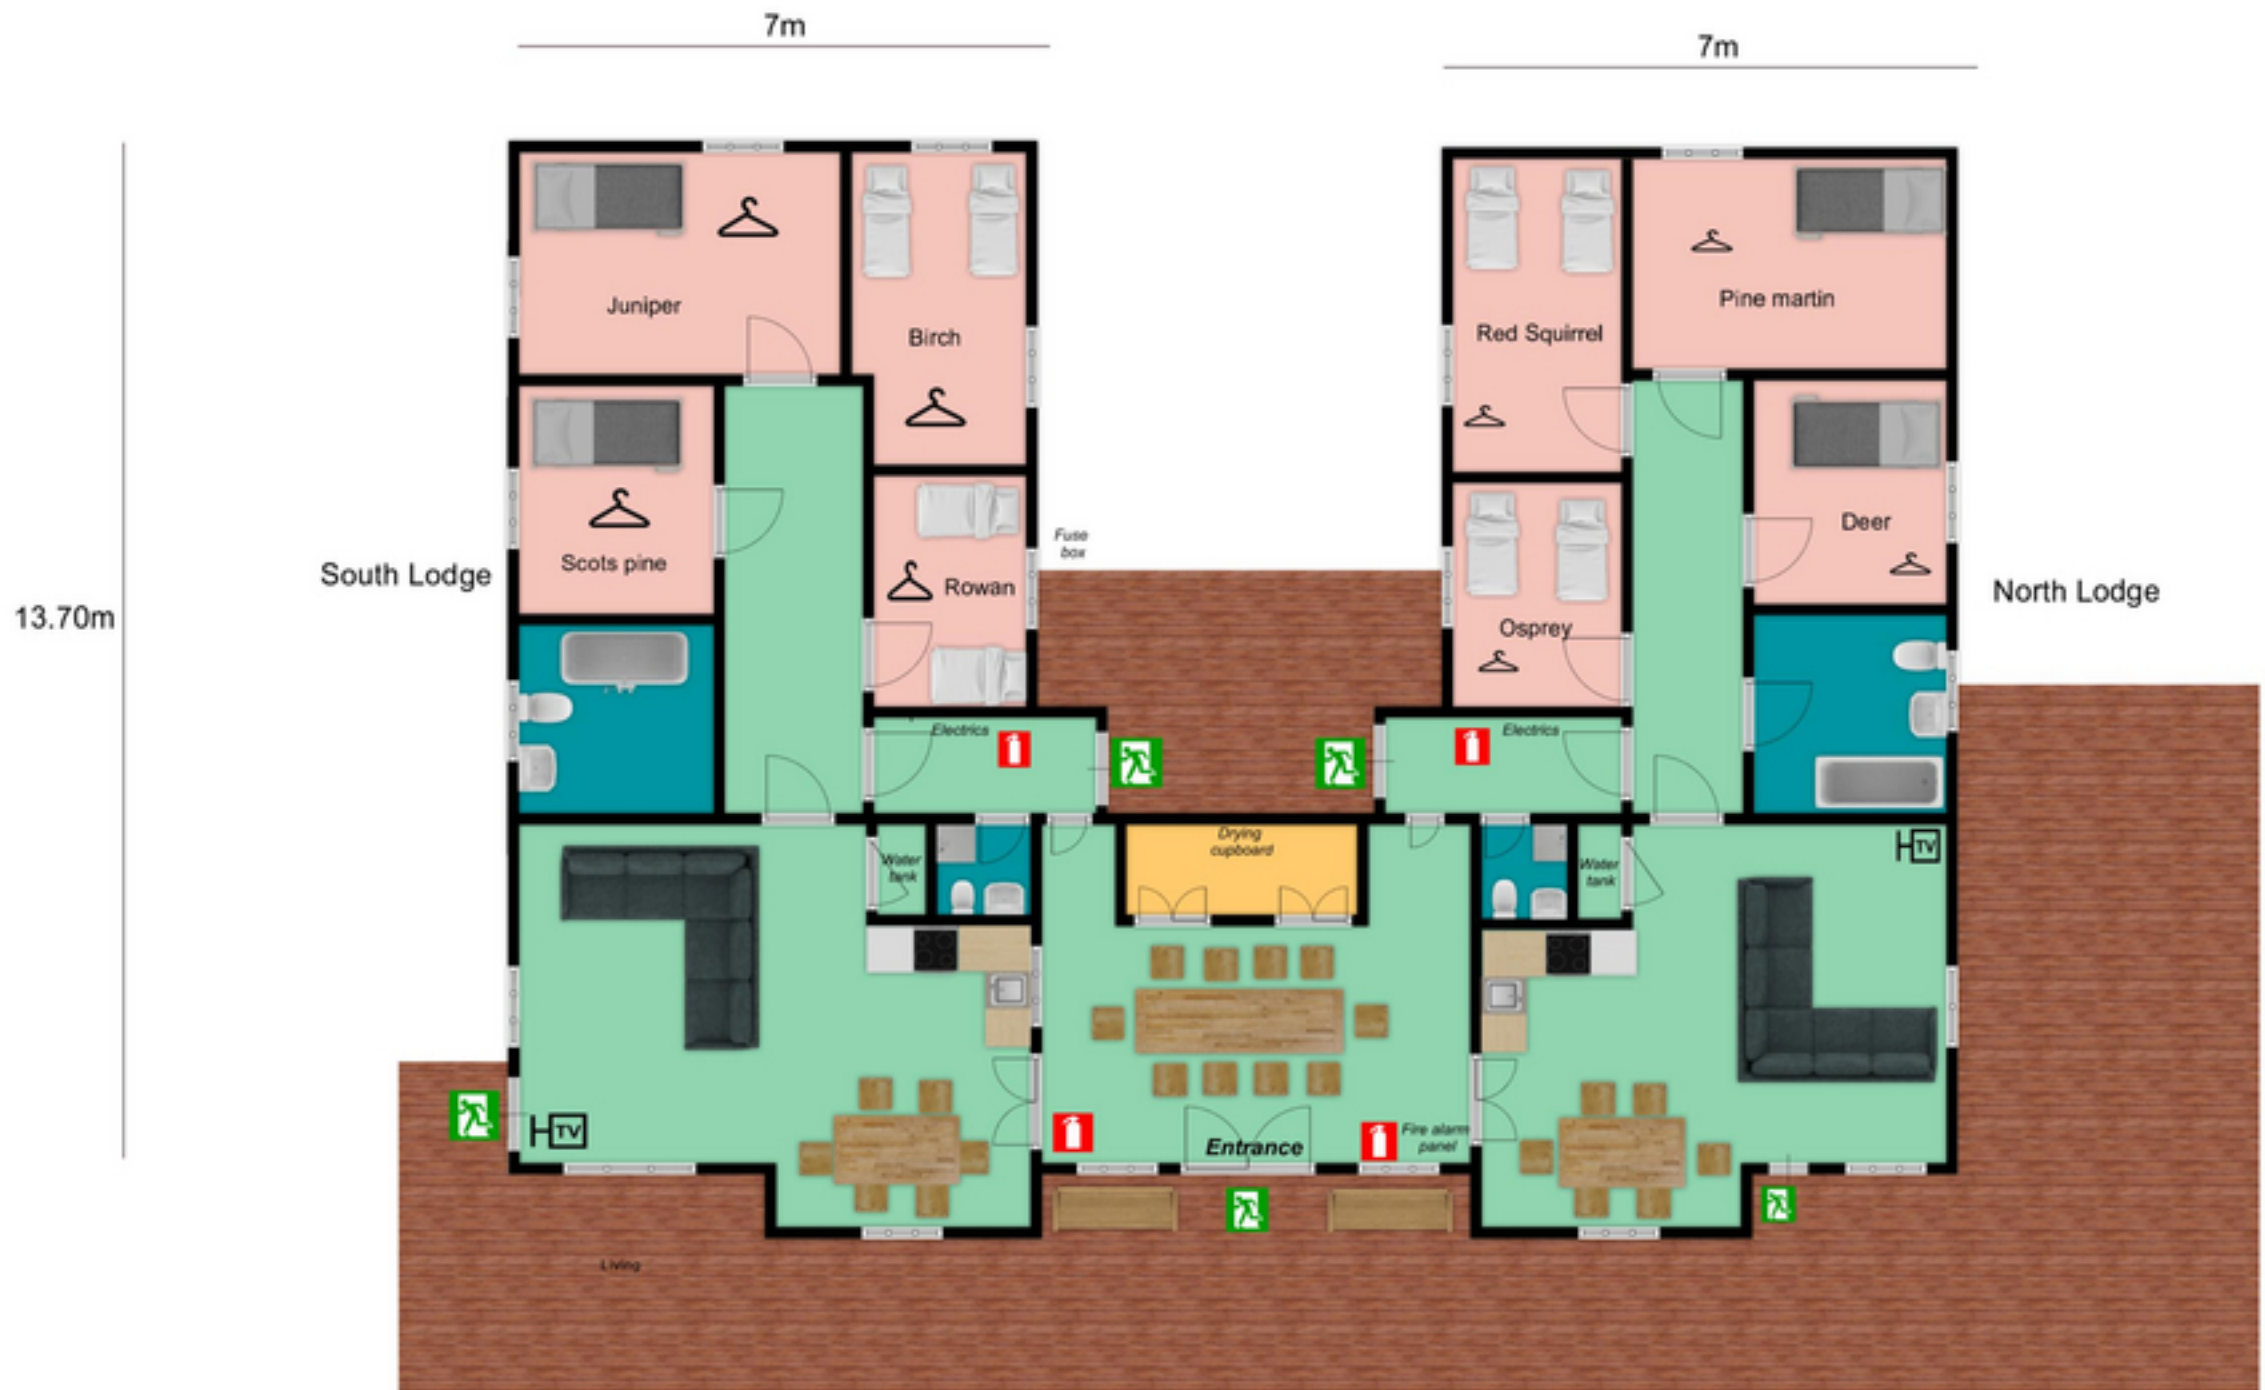 7m
7m
Juniper
Birch
Red Squirrel
Pine martin
Scots pine
Rowan
Deer
Osprey
Fuse
box
South Lodge
North Lodge
13.70m
Electrics
Electrics
Water
tank
Drying
cupboard
Water
tank
TV
TV
Entrance
Fire alarm
panel
Living